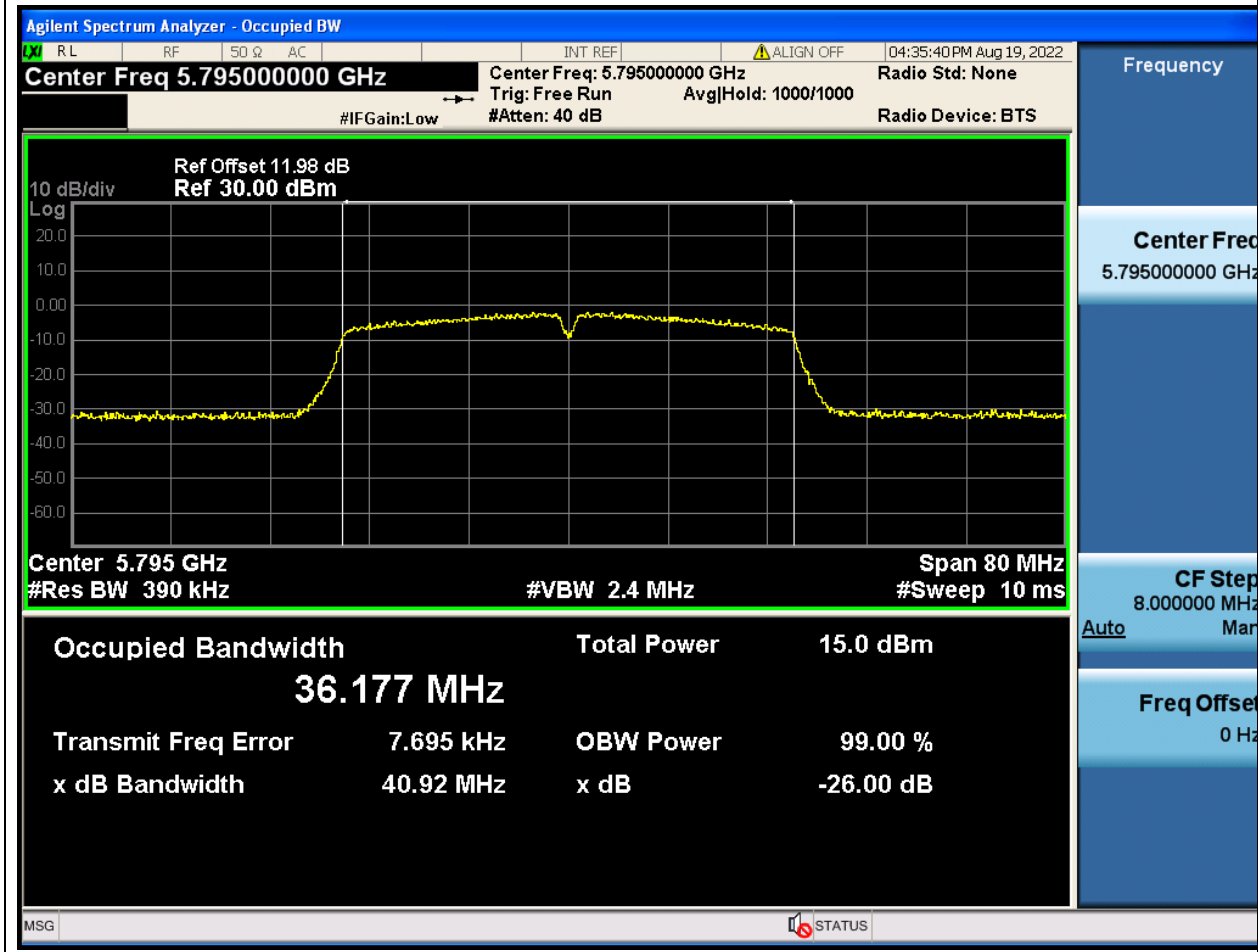 Agilent Spectrum Analyzer - Occupied BW
LXI RL RF 50 Ω AC INT REF ALIGN OFF 04:35:40 PM Aug 19, 2022
Center Freq 5.795000000 GHz
Center Freq: 5.795000000 GHz
Radio Std: None
Trig: Free Run Avg|Hold: 1000/1000
#IFGain:Low
#Atten: 40 dB
Radio Device: BTS
Ref Offset 11.98 dB
10 dB/div Ref 30.00 dBm
Log
20.0
10.0
0.00
-10.0
-20.0
-30.0
-40.0
-50.0
-60.0
Center 5.795 GHz Span 80 MHz
#Res BW 390 kHz #VBW 2.4 MHz #Sweep 10 ms
Occupied Bandwidth Total Power 15.0 dBm
36.177 MHz
Transmit Freq Error 7.695 kHz OBW Power 99.00 %
x dB Bandwidth 40.92 MHz x dB -26.00 dB
MSG STATUS
Frequency
Center Freq
5.795000000 GHz
CF Step
8.000000 MHz
Auto Man
Freq Offset
0 Hz